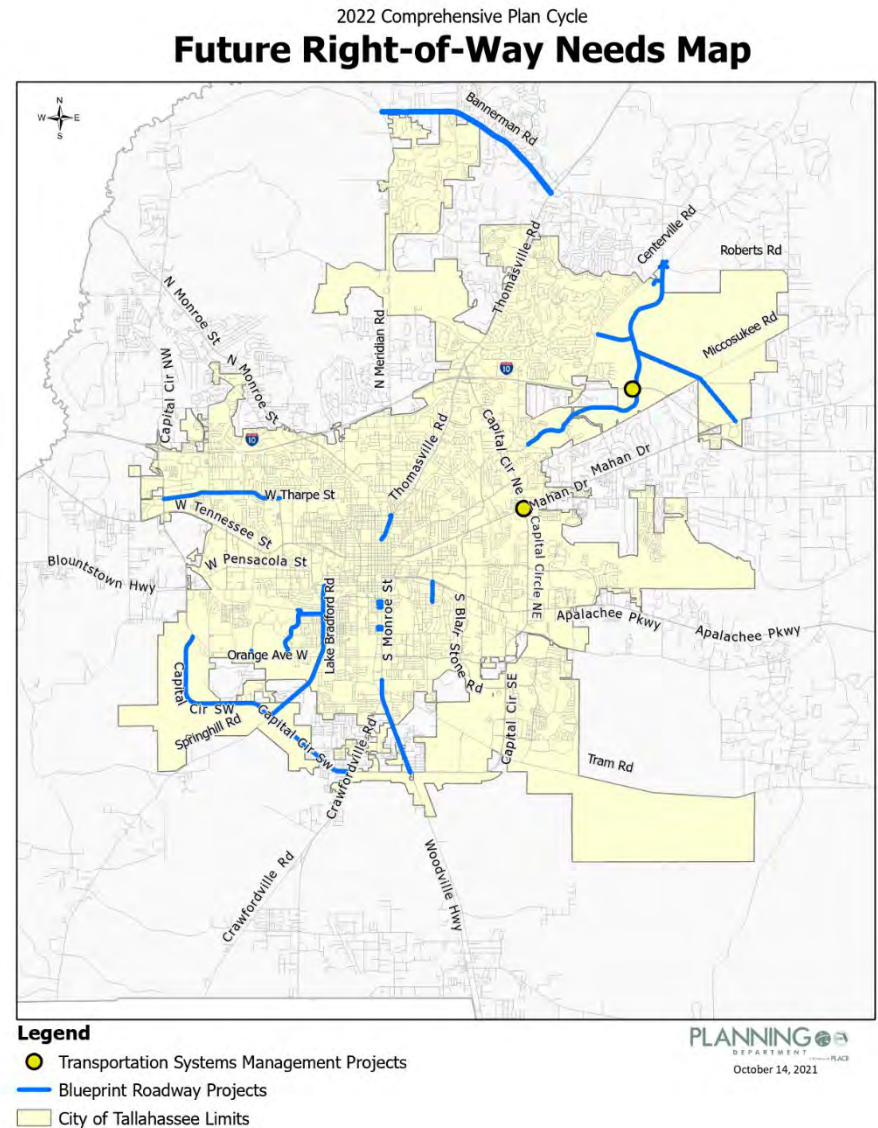 2022 Comprehensive Plan Cycle
Future Right-of-Way Needs Map
N
W E
S
Bannerman Rd
Centerville Rd
Roberts Rd
Thomasville Rd
N Monroe St
N Meridian Rd
Miccosukee Rd
Capital Cir NW
N Monroe St
10
10
Capital Cir Ne
Thomasville Rd
Mahan Dr
Mahan Dr
W Tharpe St
W Tennessee St
Capital Circle NE
W Pensacola St
Blountstown Hwy
Lake Bradford Rd
S Monroe St
S Blair Stone Rd
Apalachee Pkwy
Apalachee Pkwy
Orange Ave W
Capital
Cir SW
Springhill Rd
Capital Cir Sw
Crawfordville Rd
Capital Cir SE
Tram Rd
Crawfordville Rd
Woodville Hwy
Legend
Transportation Systems Management Projects
Blueprint Roadway Projects
City of Tallahassee Limits
PLANNING
DEPARTMENT
PLACE
October 14, 2021